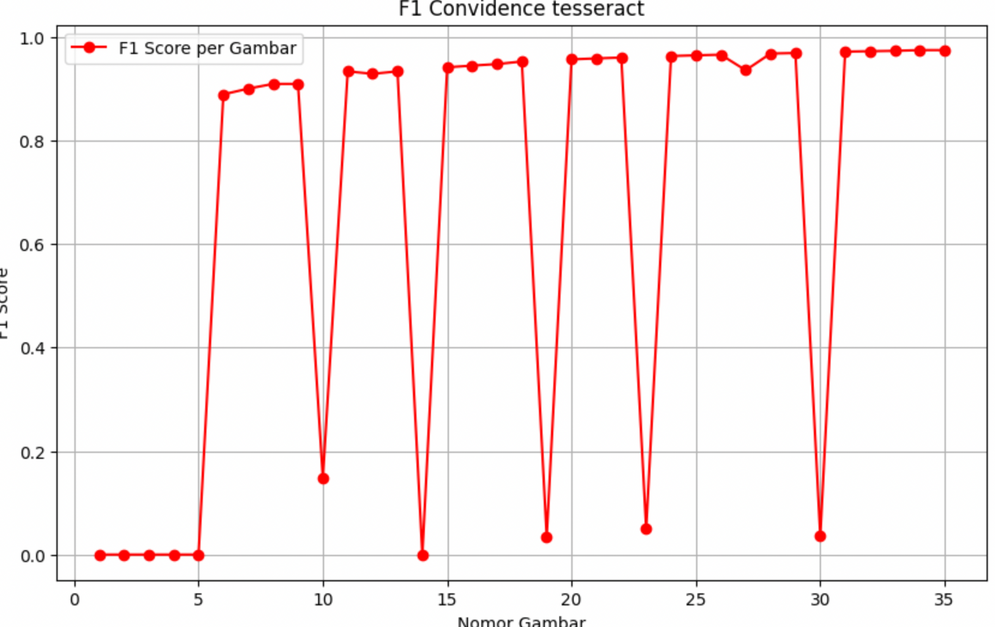 F1 Convidence tesseract
F1 Score per Gambar
1.0
0.8
0.6
0.4
0.2
0.0
F1 Score
0 5 10 15 20 25 30 35
Nomor Gambar